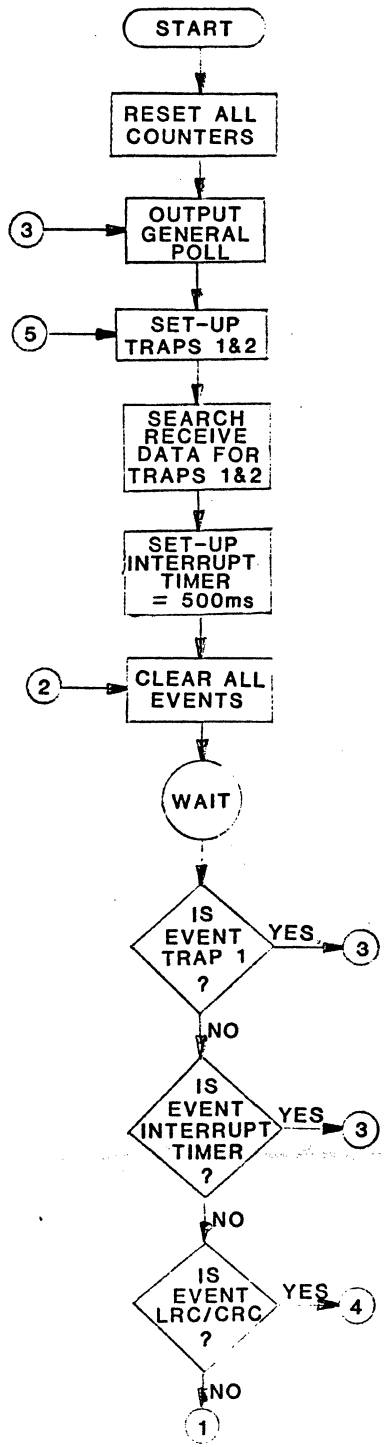 START
RESET ALL
COUNTERS
3
OUTPUT
GENERAL
POLL
5
SET-UP
TRAPS 1&2
SEARCH
RECEIVE
DATA FOR
TRAPS 1&2
SET-UP
INTERRUPT
TIMER
= 500ms
2
CLEAR ALL
EVENTS
WAIT
IS
EVENT
TRAP 1
?
YES
3
NO
IS
EVENT
INTERRUPT
TIMER
?
YES
3
NO
IS
EVENT
LRC/CRC
?
YES
4
NO
1